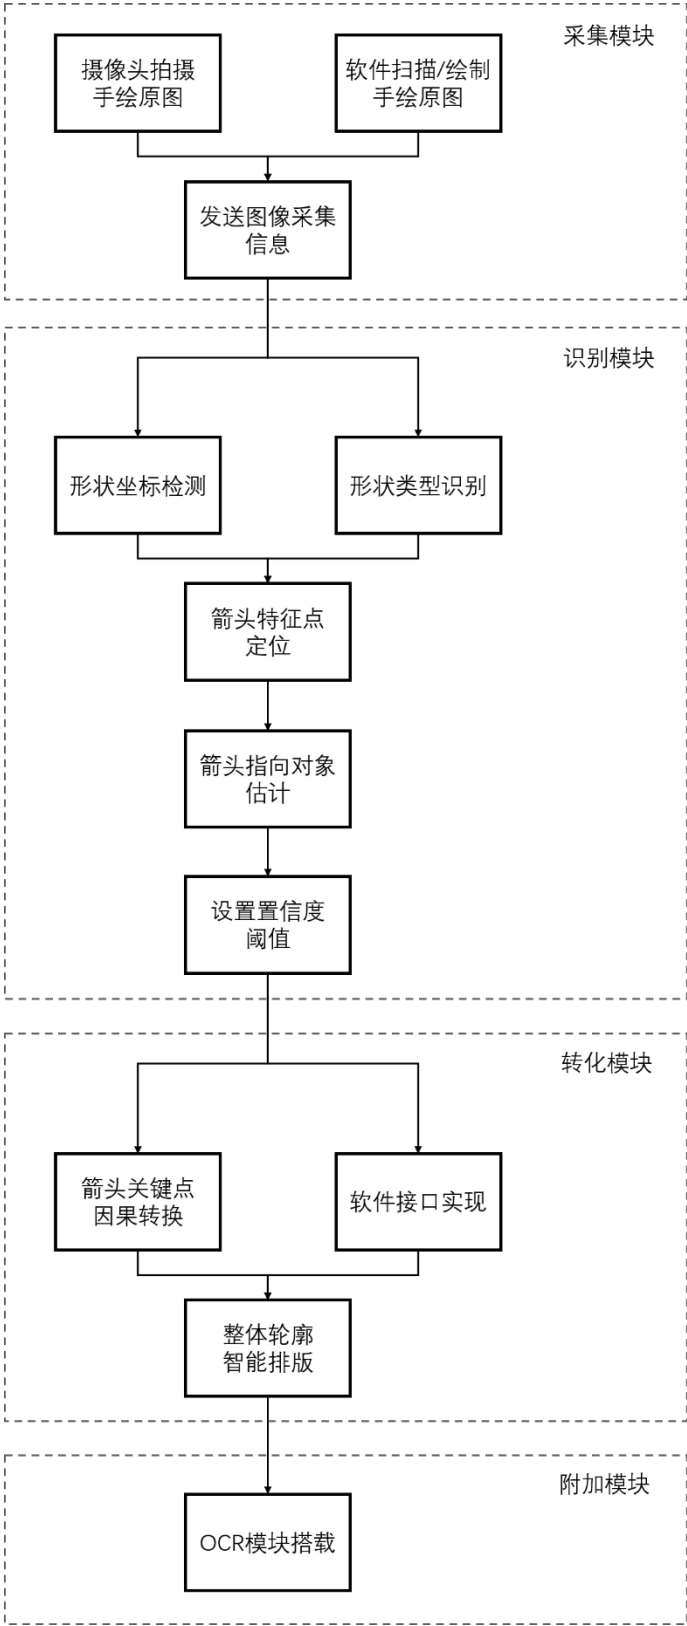 采集模块
摄像头拍摄
手绘原图
软件扫描/绘制
手绘原图
发送图像采集
信息
识别模块
形状坐标检测
形状类型识别
箭头特征点
定位
箭头指向对象
估计
设置置信度
阈值
转化模块
箭头关键点
因果转换
软件接口实现
整体轮廓
智能排版
附加模块
OCR模块搭载